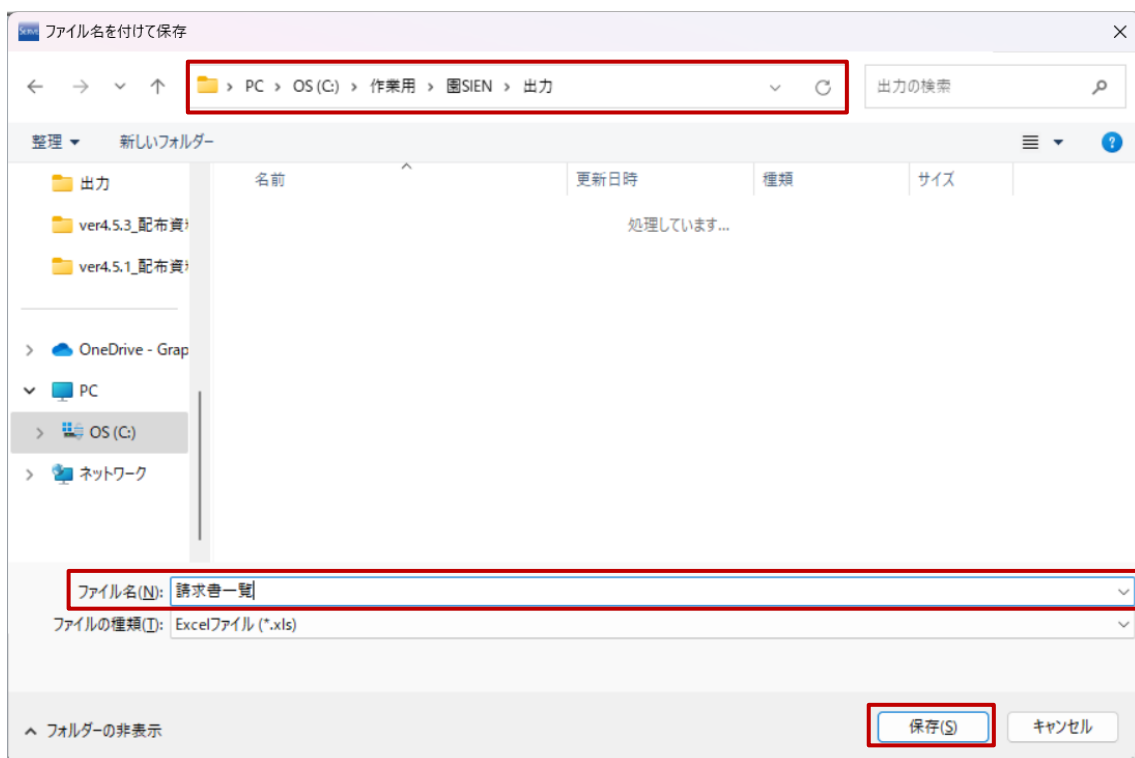 Serve ファイル名を付けて保存
PC › OS (C:) › 作業用 › 園SIEN › 出力
出力の検索
整理 新しいフォルダー
名前 更新日時 種類 サイズ
処理しています...
出力
ver4.5.3_配布資
ver4.5.1_配布資
OneDrive - Grap
PC
OS (C:)
ネットワーク
ファイル名(N): 請求書一覧
ファイルの種類(T): Excelファイル (*.xls)
フォルダーの非表示
保存(S) キャンセル